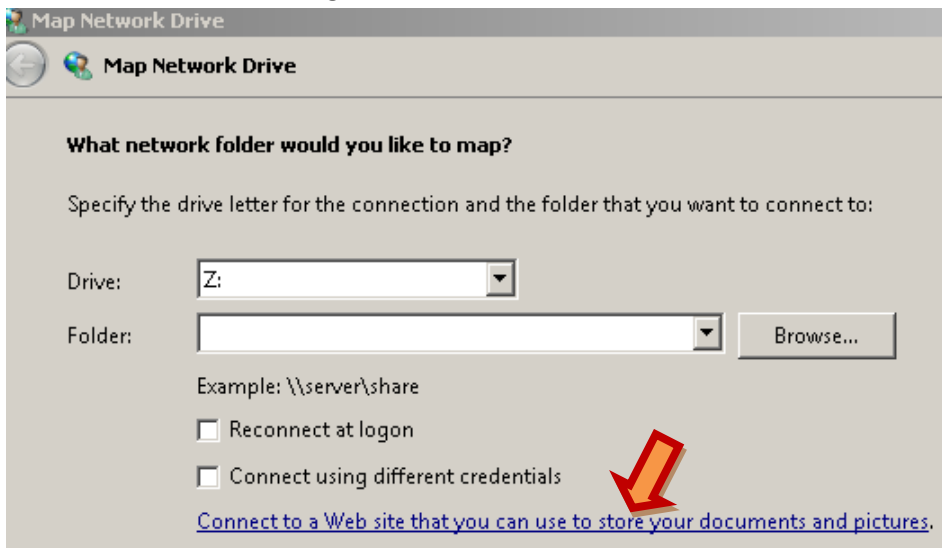 Map Network Drive
Map Network Drive
What network folder would you like to map?
Specify the drive letter for the connection and the folder that you want to connect to:
Drive: Z:
Folder: Browse...
Example: \\server\share
Reconnect at logon
Connect using different credentials
Connect to a Web site that you can use to store your documents and pictures.